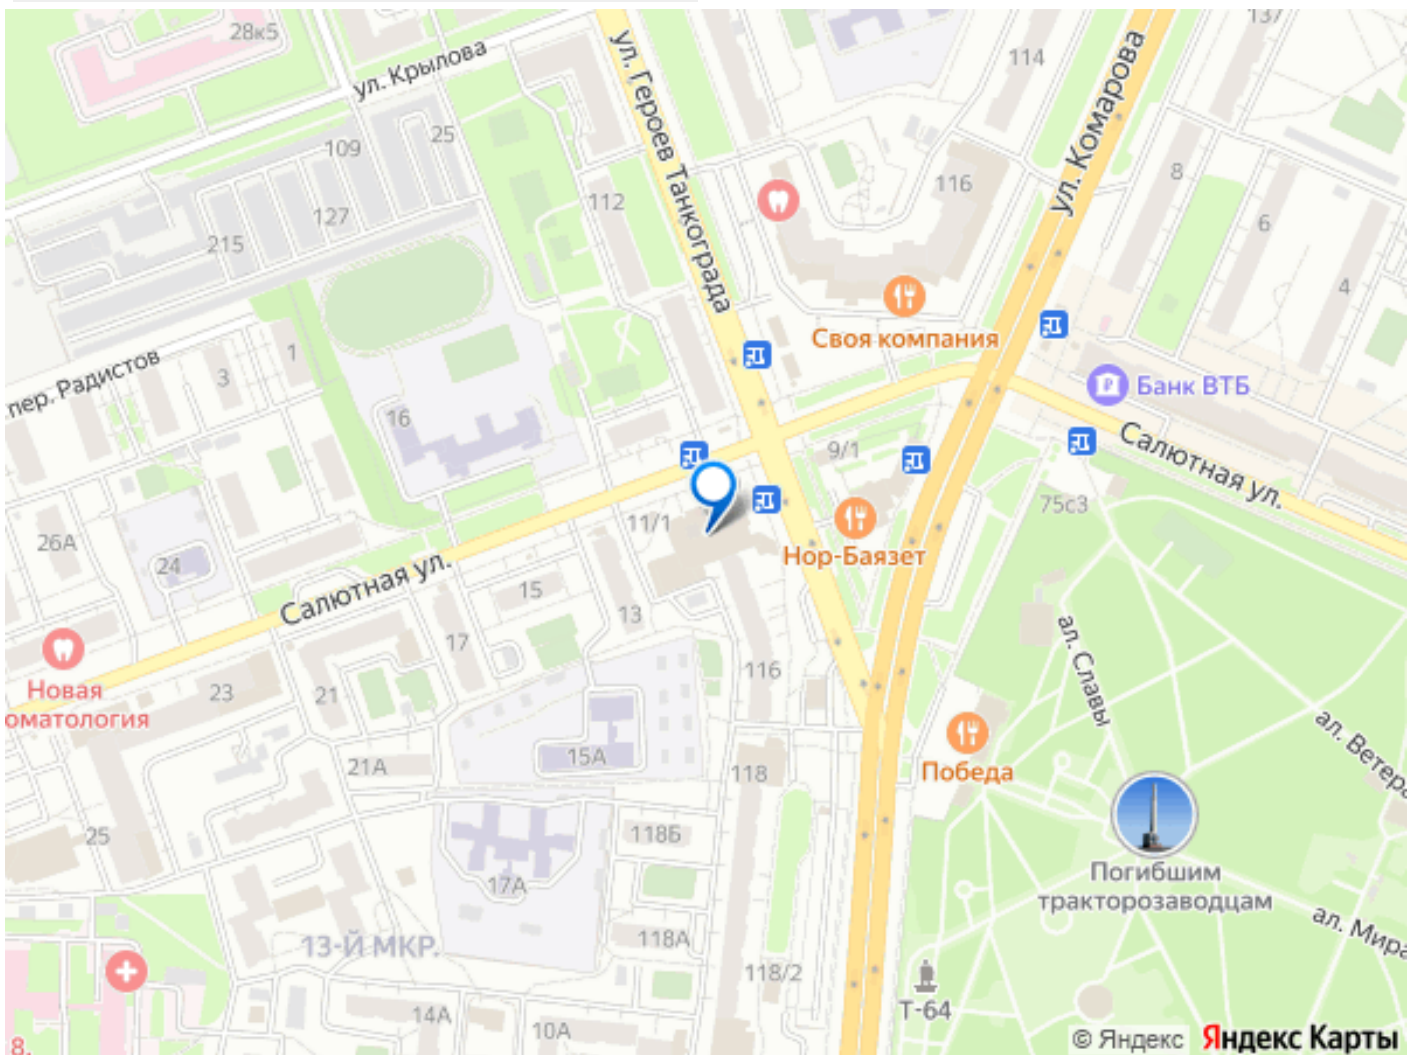 28к5
ул. Крылова
ул. Героев Танкограда
114
137
ул. Комарова
109
25
127
215
112
116
8
6
4
Своя компания
пер. Радистов
1
3
16
Банк ВТБ
Салютная ул.
9/1
75с3
26А
24
11/1
Нор-Баязет
Салютная ул.
15
13
17
116
ал. Славы
Новая
оматология
23
21
21А
15А
118
Победа
ал. Ветера
25
118Б
17А
Погибшим
тракторозаводцам
13-Й МКР.
118А
118/2
ал. Мира
14А
10А
Т-64
8.
© Яндекс Яндекс Карты